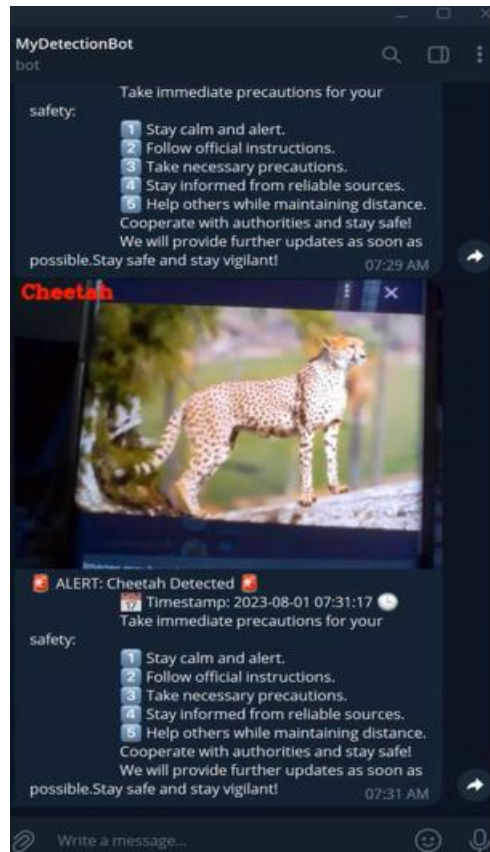 MyDetectionBot
bot
Take immediate precautions for your
safety:
1 Stay calm and alert.
2 Follow official instructions.
3 Take necessary precautions.
4 Stay informed from reliable sources.
5 Help others while maintaining distance.
Cooperate with authorities and stay safe!
We will provide further updates as soon as
possible.Stay safe and stay vigilant!
07:29 AM
Cheetah
🚨 ALERT: Cheetah Detected 🚨
📅 Timestamp: 2023-08-01 07:31:17 🕒
Take immediate precautions for your
safety:
1 Stay calm and alert.
2 Follow official instructions.
3 Take necessary precautions.
4 Stay informed from reliable sources.
5 Help others while maintaining distance.
Cooperate with authorities and stay safe!
We will provide further updates as soon as
possible.Stay safe and stay vigilant!
07:31 AM
Write a message...